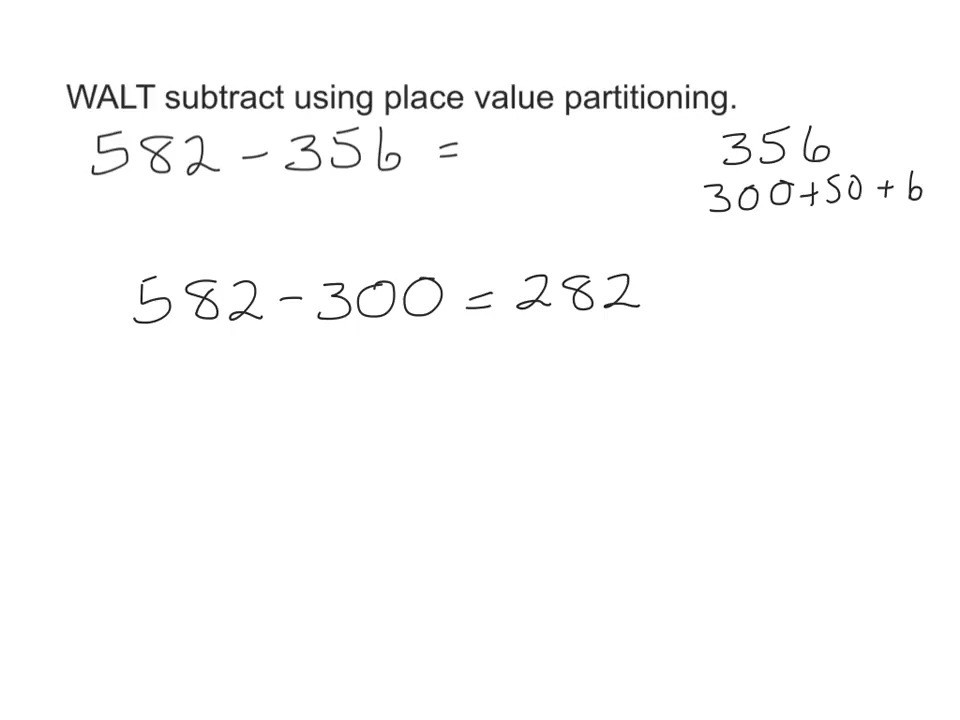 WALT subtract using place value partitioning.
582 - 356 =
356
300+50+6
582 - 300 = 282